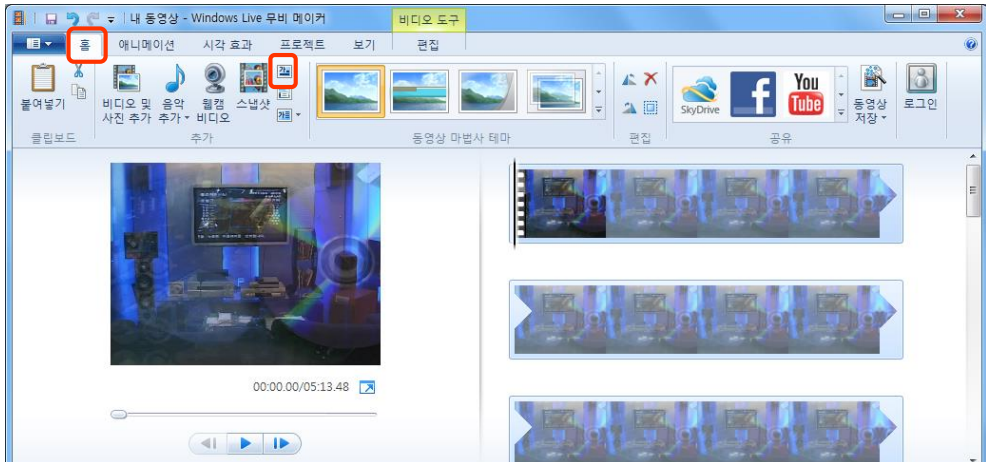 내 동영상 - Windows Live 무비 메이커
비디오 도구
홈 애니메이션 시각 효과 프로젝트 보기 편집
붙여넣기
비디오 및 사진 추가
음악 추가
웹캠 비디오
스냅샷
SkyDrive
f
You Tube
동영상 저장
로그인
클립보드 추가 동영상 마법사 테마 편집 공유
00:00.00/05:13.48